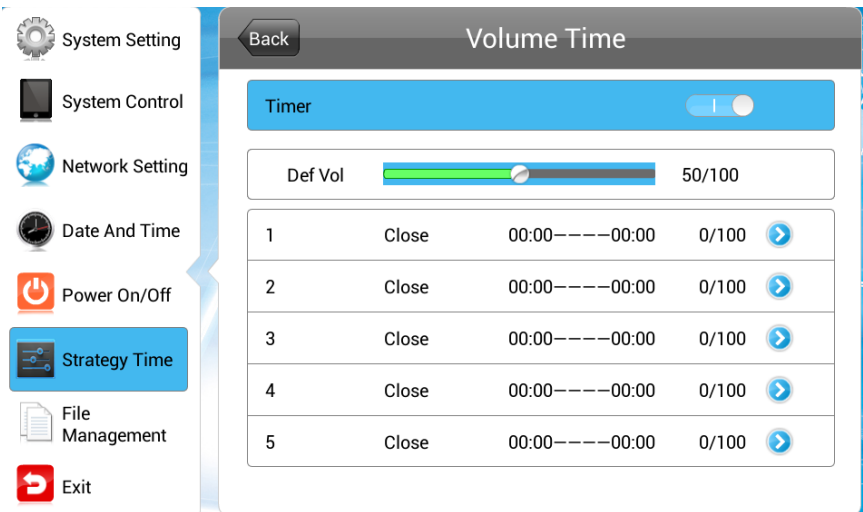 System Setting
System Control
Network Setting
Date And Time
Power On/Off
Strategy Time
File
Management
Exit
Back
Volume Time
Timer
Def Vol 50/100
1 Close 00:00----00:00 0/100
2 Close 00:00----00:00 0/100
3 Close 00:00----00:00 0/100
4 Close 00:00----00:00 0/100
5 Close 00:00----00:00 0/100